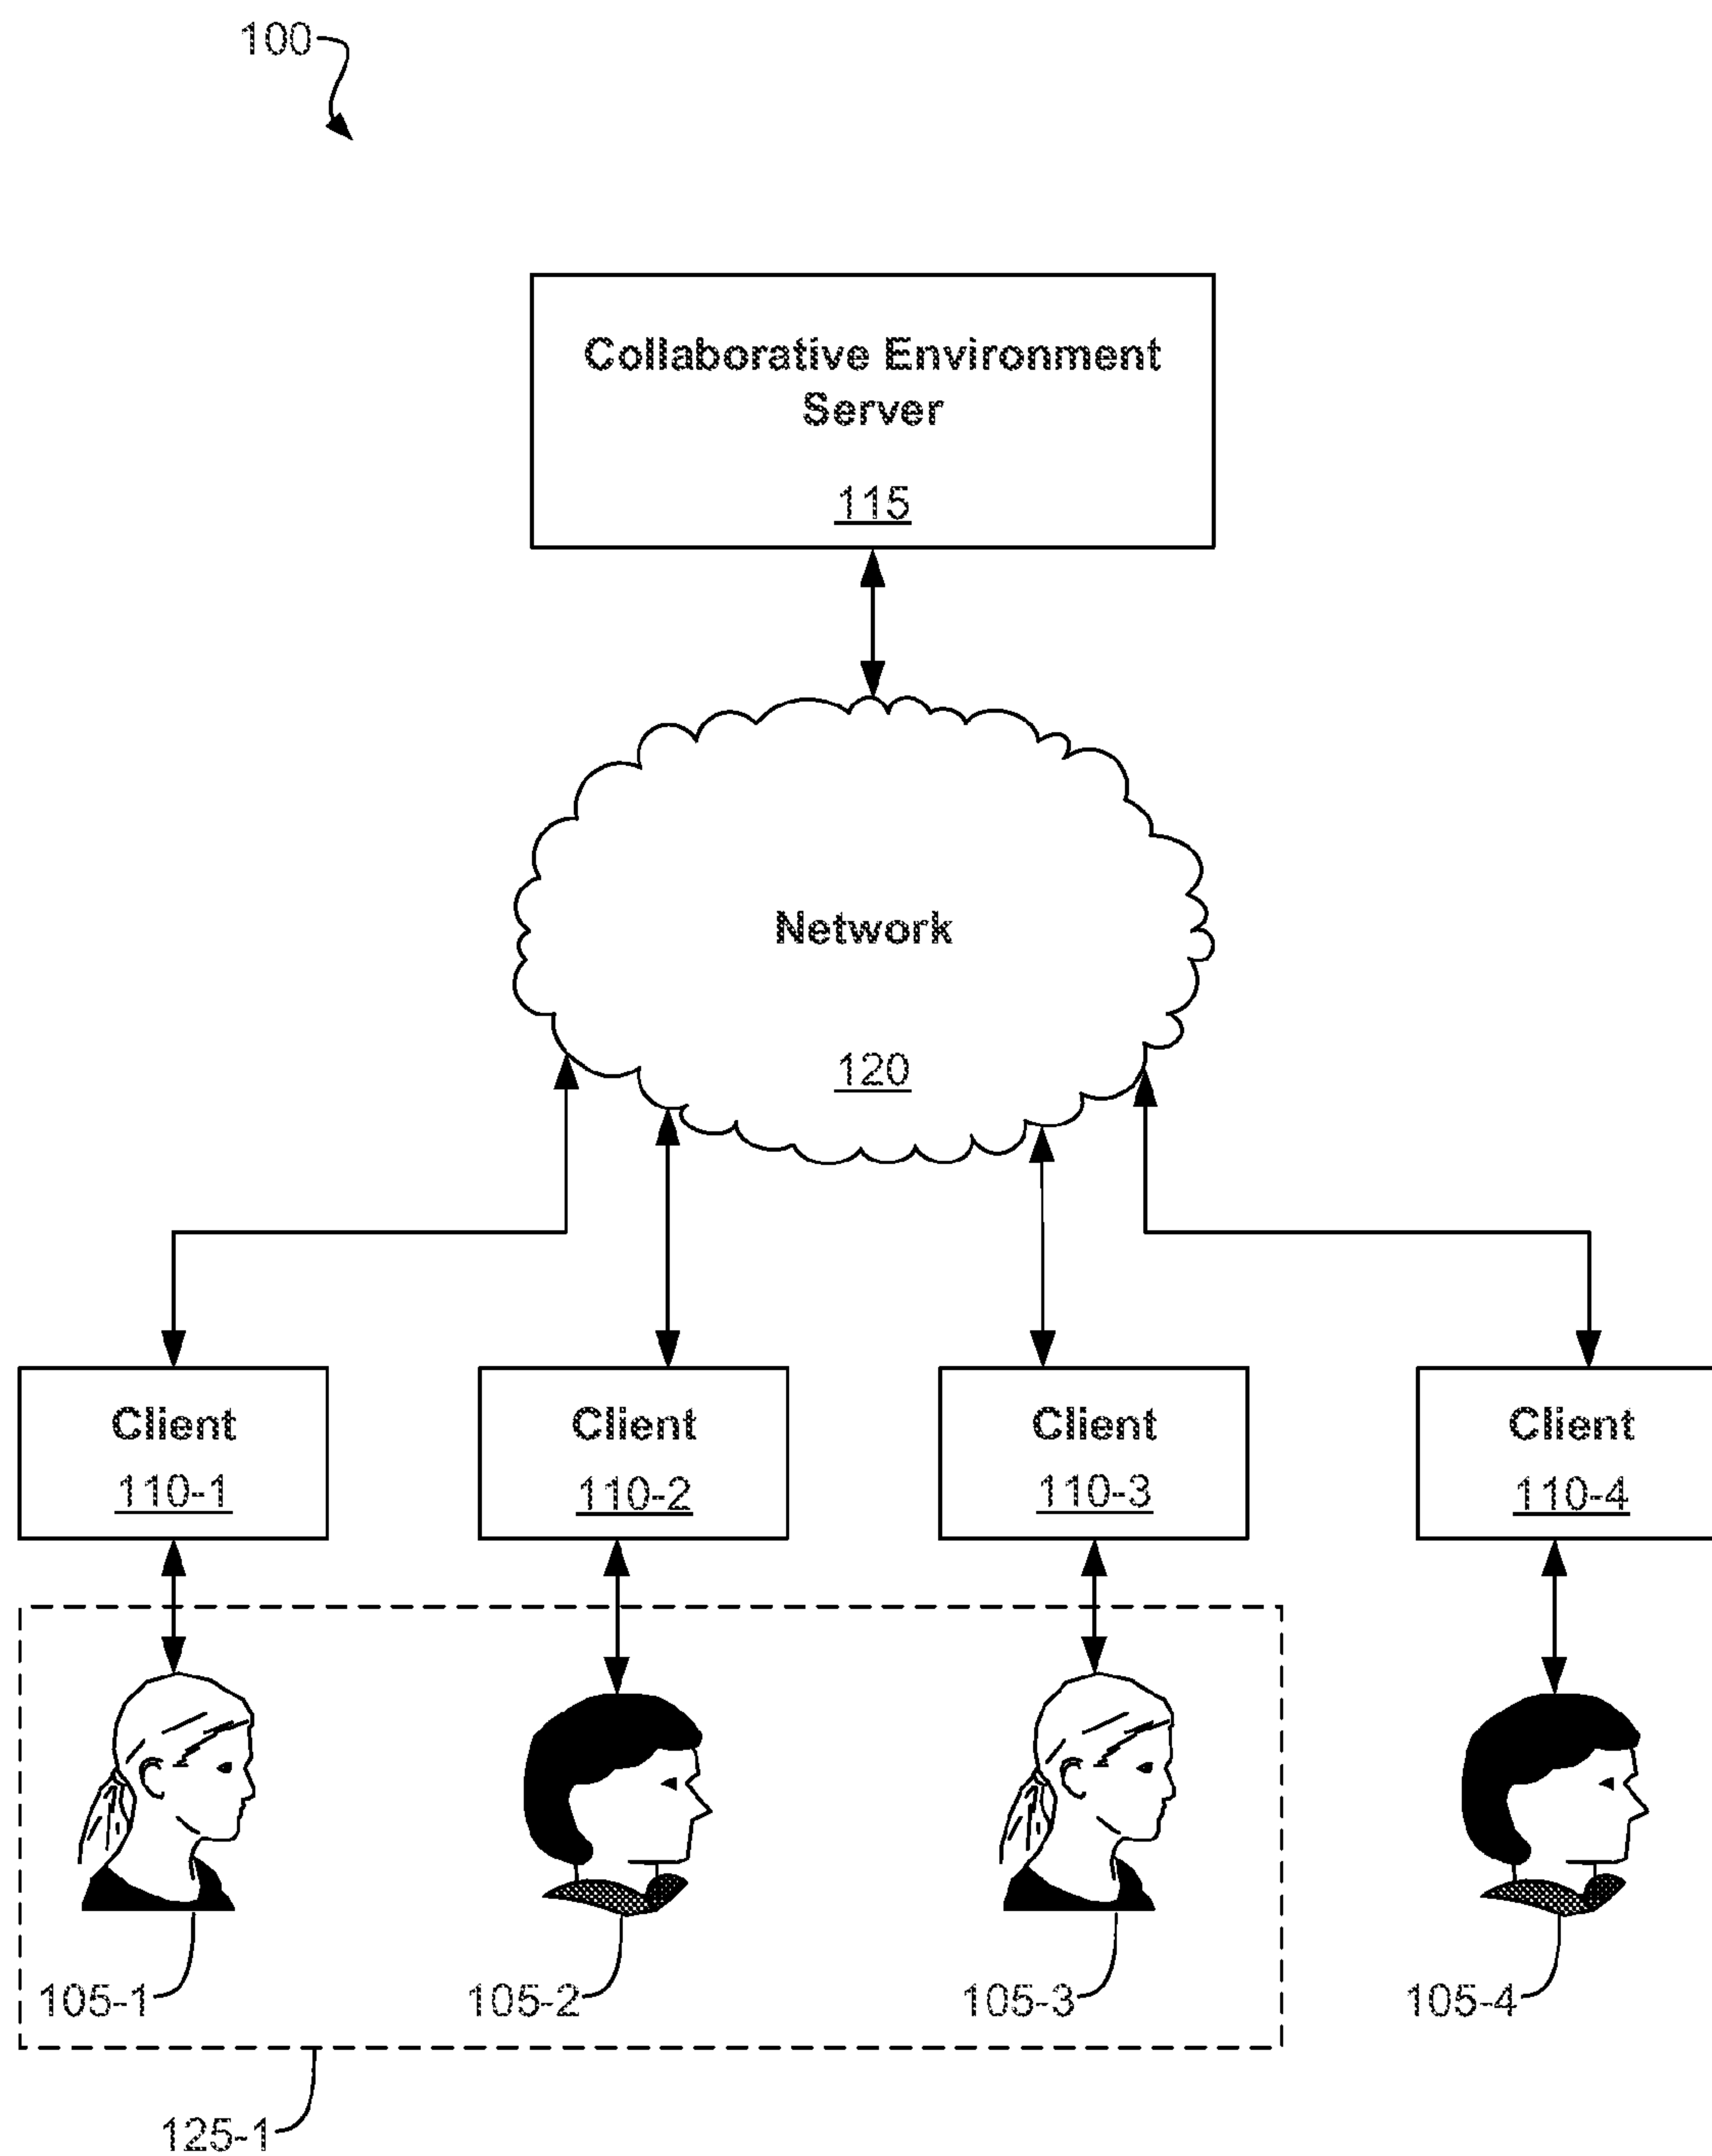 100
Collaborative Environment
Server
115
Network
120
Client
110-1
Client
110-2
Client
110-3
Client
110-4
105-1
105-2
105-3
105-4
125-1